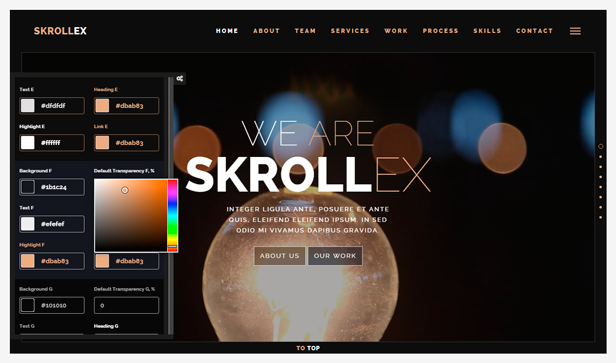 SKROLLEX
HOME ABOUT TEAM SERVICES WORK PROCESS SKILLS CONTACT
Text E Heading E
#dfdfdf #dbab83
Highlight E Link E
#ffffff #dbab83
Background F Default Transparency F, %
#1b1c24
Text F
#efefef
Highlight F
#dbab83 #dbab83
Background G Default Transparency G, %
#101010 0
Text G Heading G
WE ARE
SKROLLEX
INTEGER LIGULA ANTE, POSUERE ET ANTE
QUIS, ELEIFEND ELEIFEND IPSUM. IN SED
ODIO MI VIVAMUS DAPIBUS GRAVIDA
ABOUT US OUR WORK
TO TOP